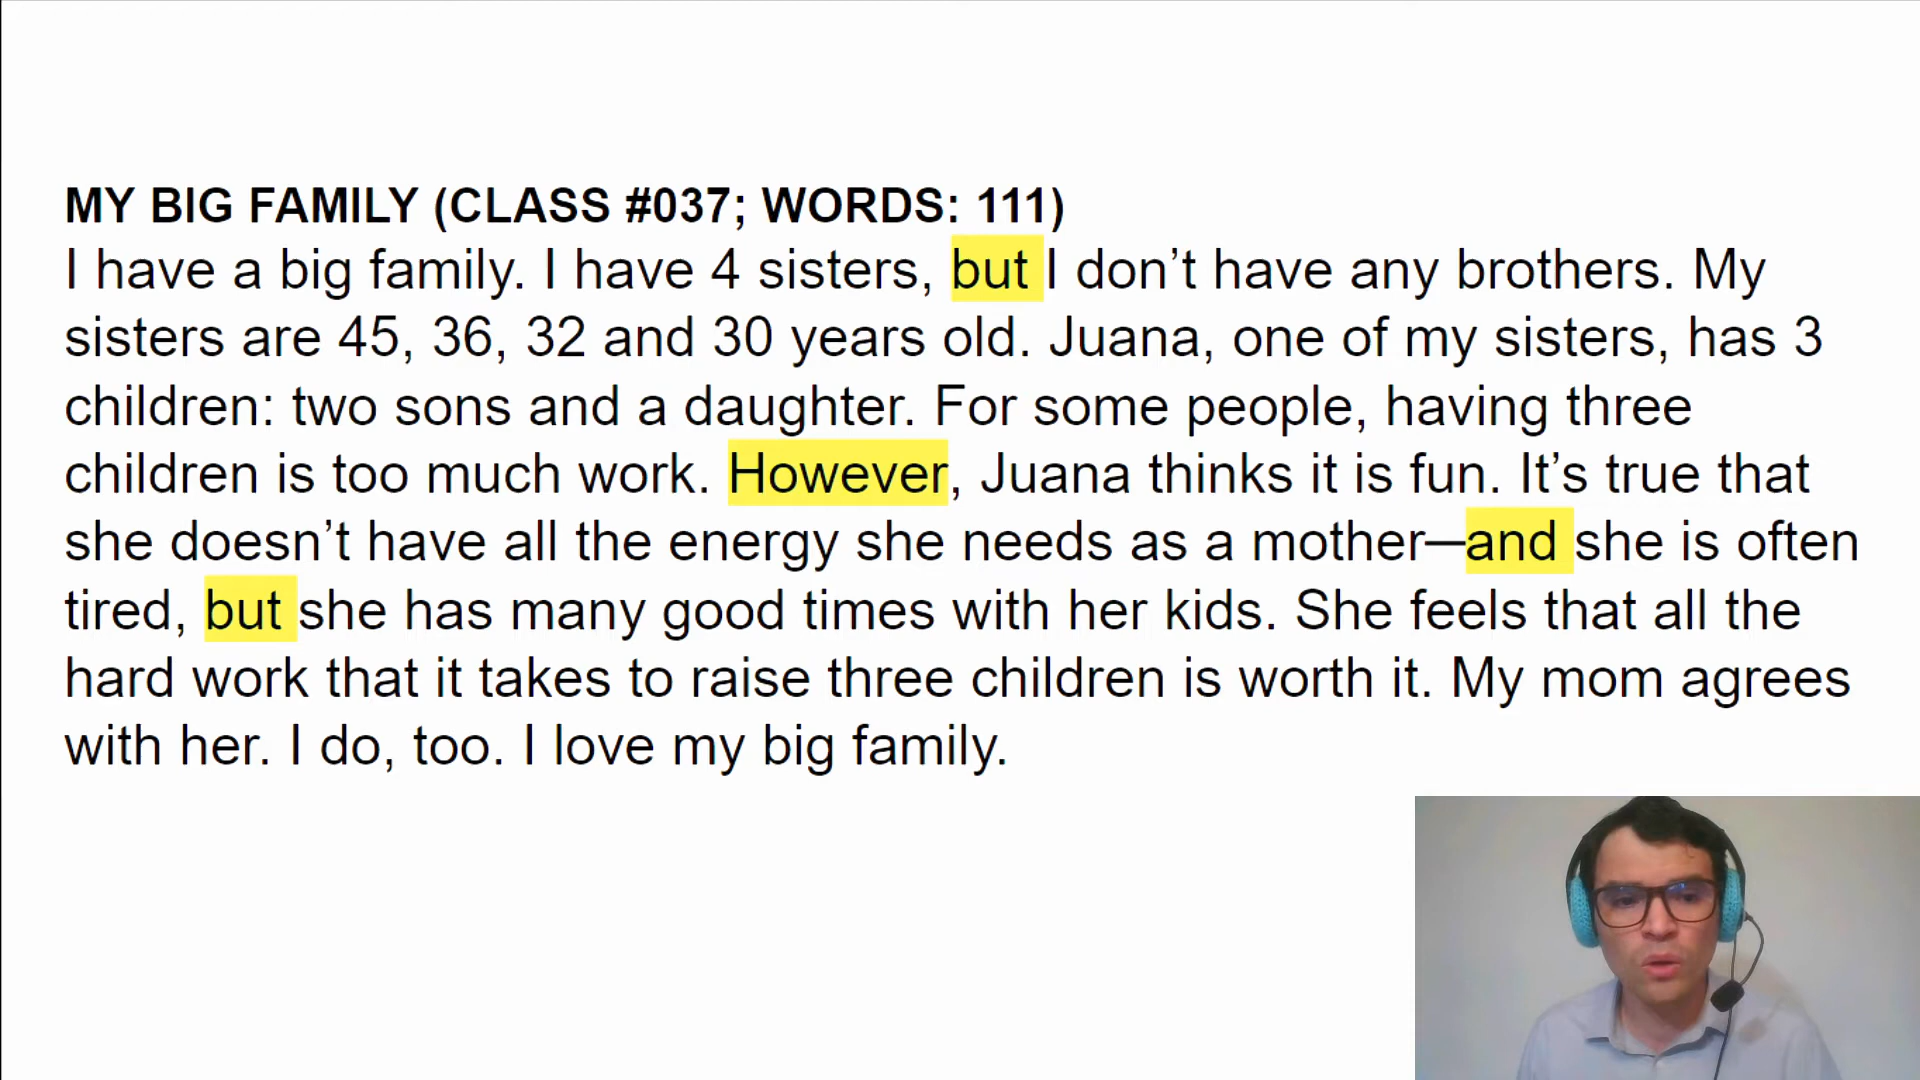 MY BIG FAMILY (CLASS #037; WORDS: 111)
I have a big family. I have 4 sisters, but I don’t have any brothers. My
sisters are 45, 36, 32 and 30 years old. Juana, one of my sisters, has 3
children: two sons and a daughter. For some people, having three
children is too much work. However, Juana thinks it is fun. It’s true that
she doesn’t have all the energy she needs as a mother—and she is often
tired, but she has many good times with her kids. She feels that all the
hard work that it takes to raise three children is worth it. My mom agrees
with her. I do, too. I love my big family.